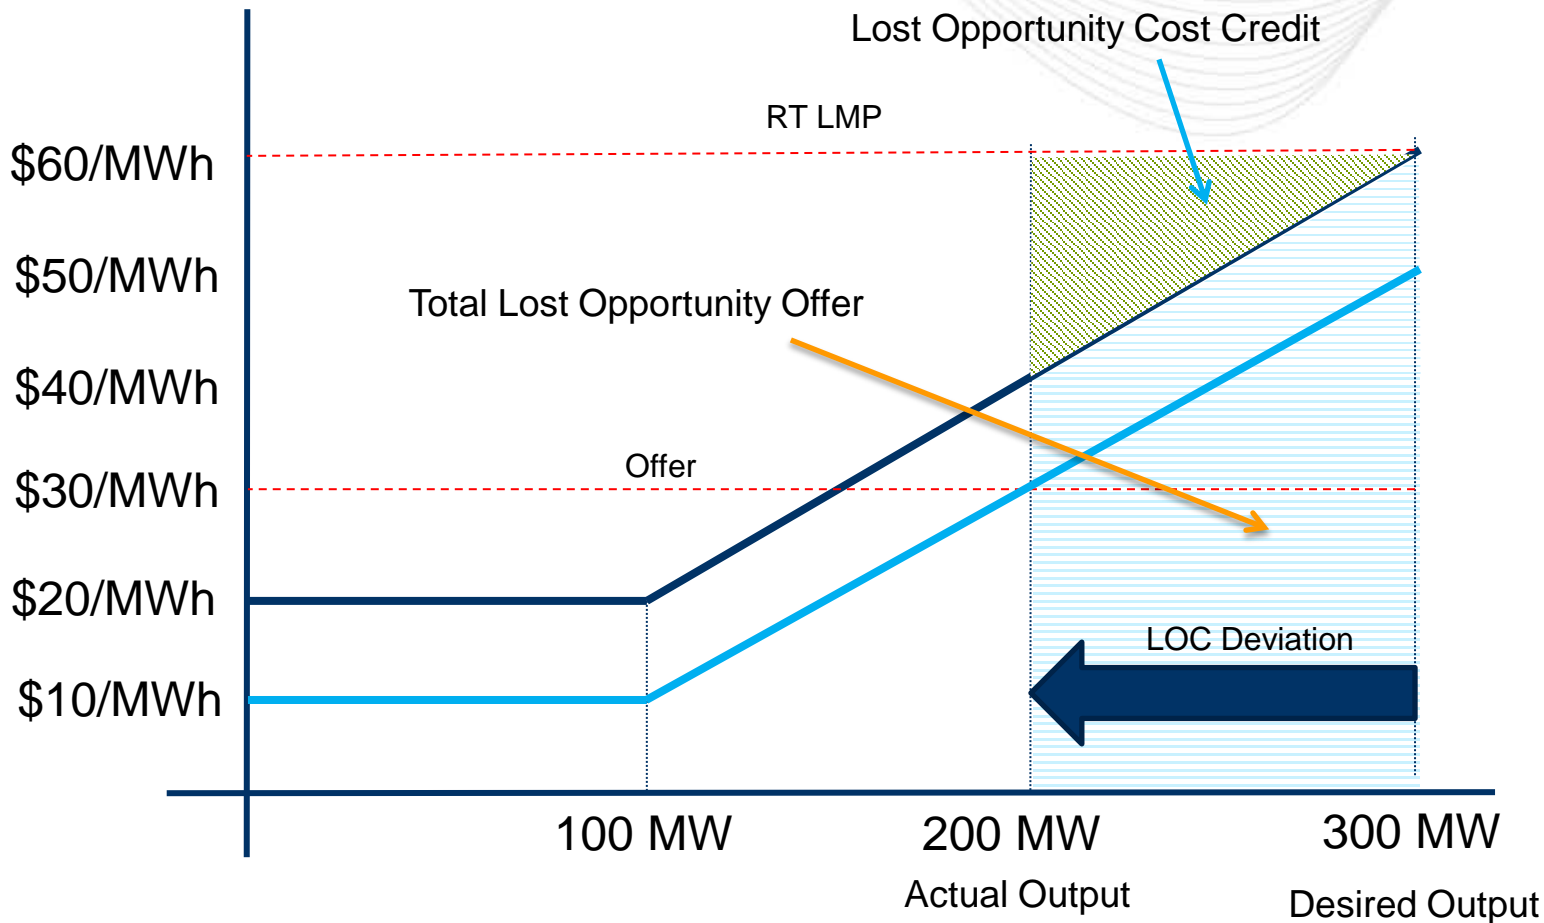 Lost Opportunity Cost Credit
RT LMP
$60/MWh
$50/MWh
Total Lost Opportunity Offer
$40/MWh
Offer
$30/MWh
$20/MWh
LOC Deviation
$10/MWh
100 MW
200 MW
300 MW
Actual Output
Desired Output